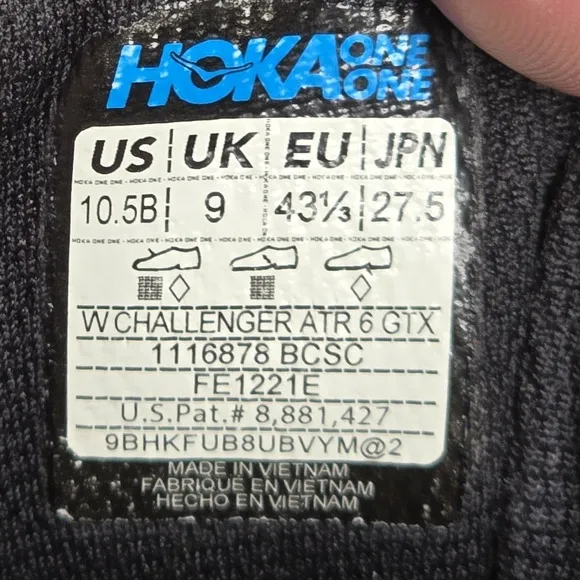 HOKA ONE ONE
US UK EU JPN
10.5B 9 43⅓ 27.5
W CHALLENGER ATR 6 GTX
1116878 BCSC
FE1221E
U.S.Pat.# 8,881,427
9BHKFUB8UBVYM@2
MADE IN VIETNAM
FABRIQUÉ EN VIETNAM
HECHO EN VIETNAM